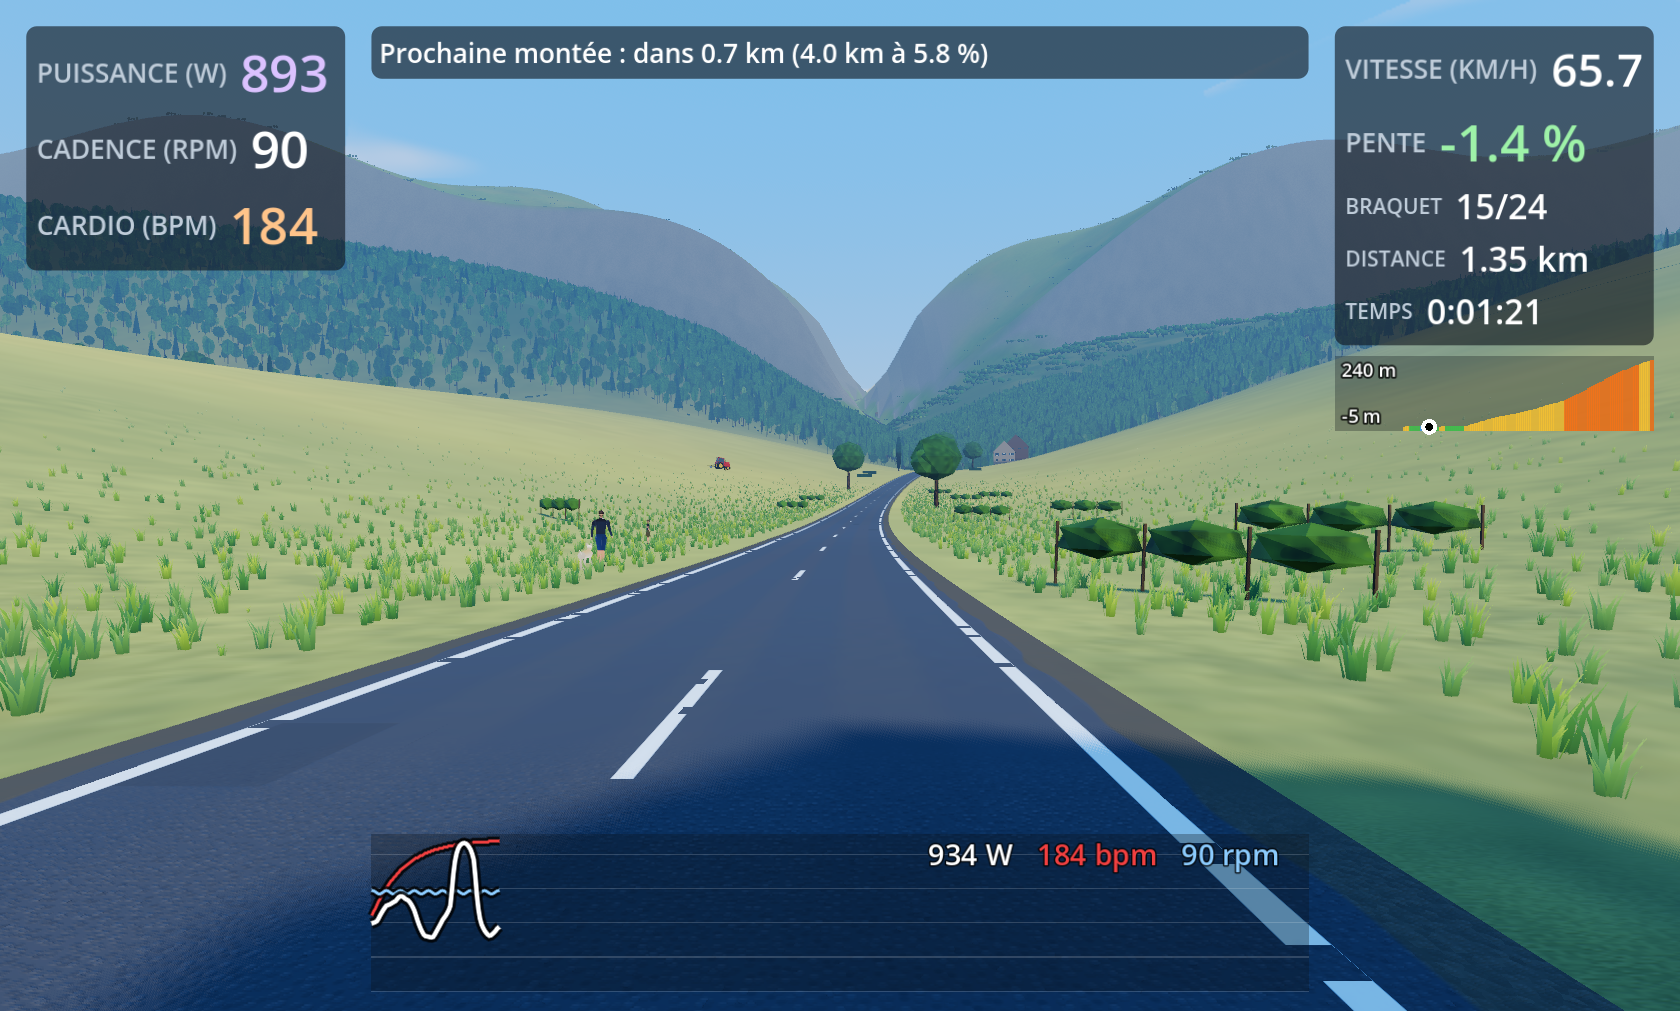 PUISSANCE (W) 893
CADENCE (RPM) 90
CARDIO (BPM) 184
Prochaine montée : dans 0.7 km (4.0 km à 5.8 %)
VITESSE (KM/H) 65.7
PENTE -1.4 %
BRAQUET 15/24
DISTANCE 1.35 km
TEMPS 0:01:21
240 m
-5 m
934 W 184 bpm 90 rpm